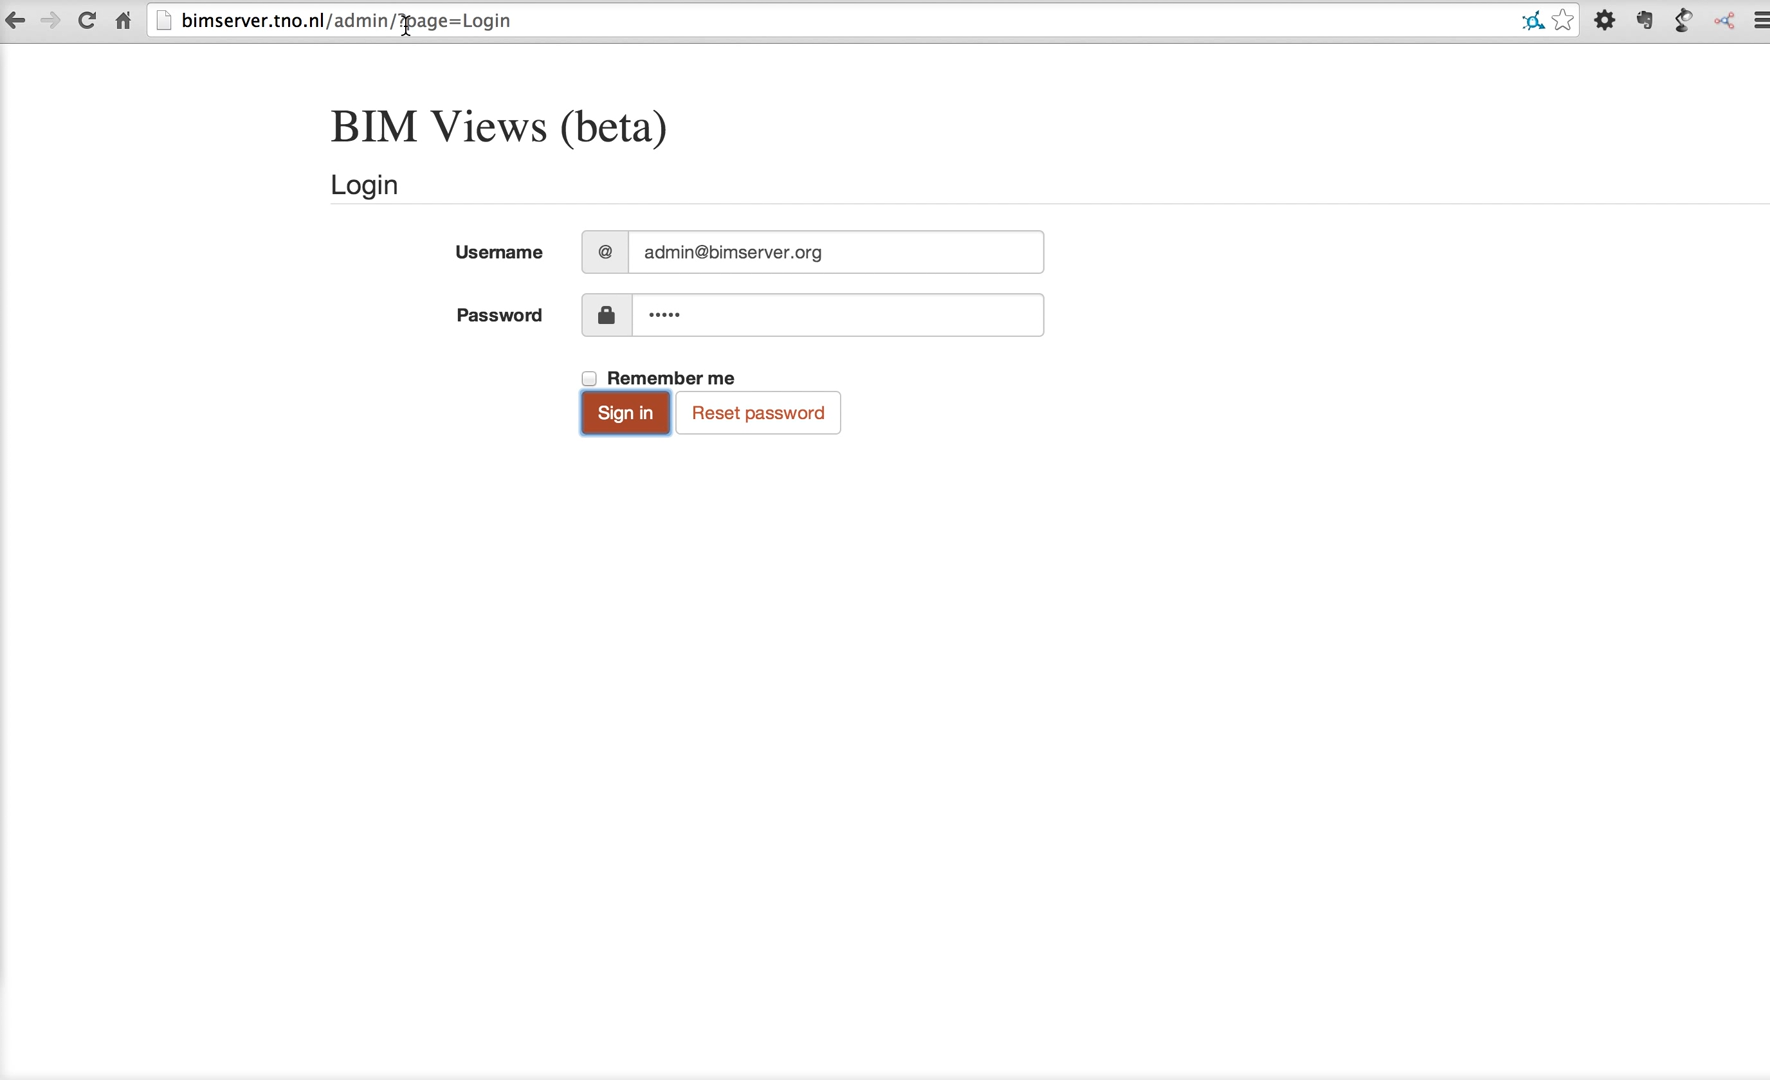 bimserver.tno.nl/admin/?page=Login
BIM Views (beta)
Login
Username @ admin@bimserver.org
Password •••••
Remember me
Sign in Reset password